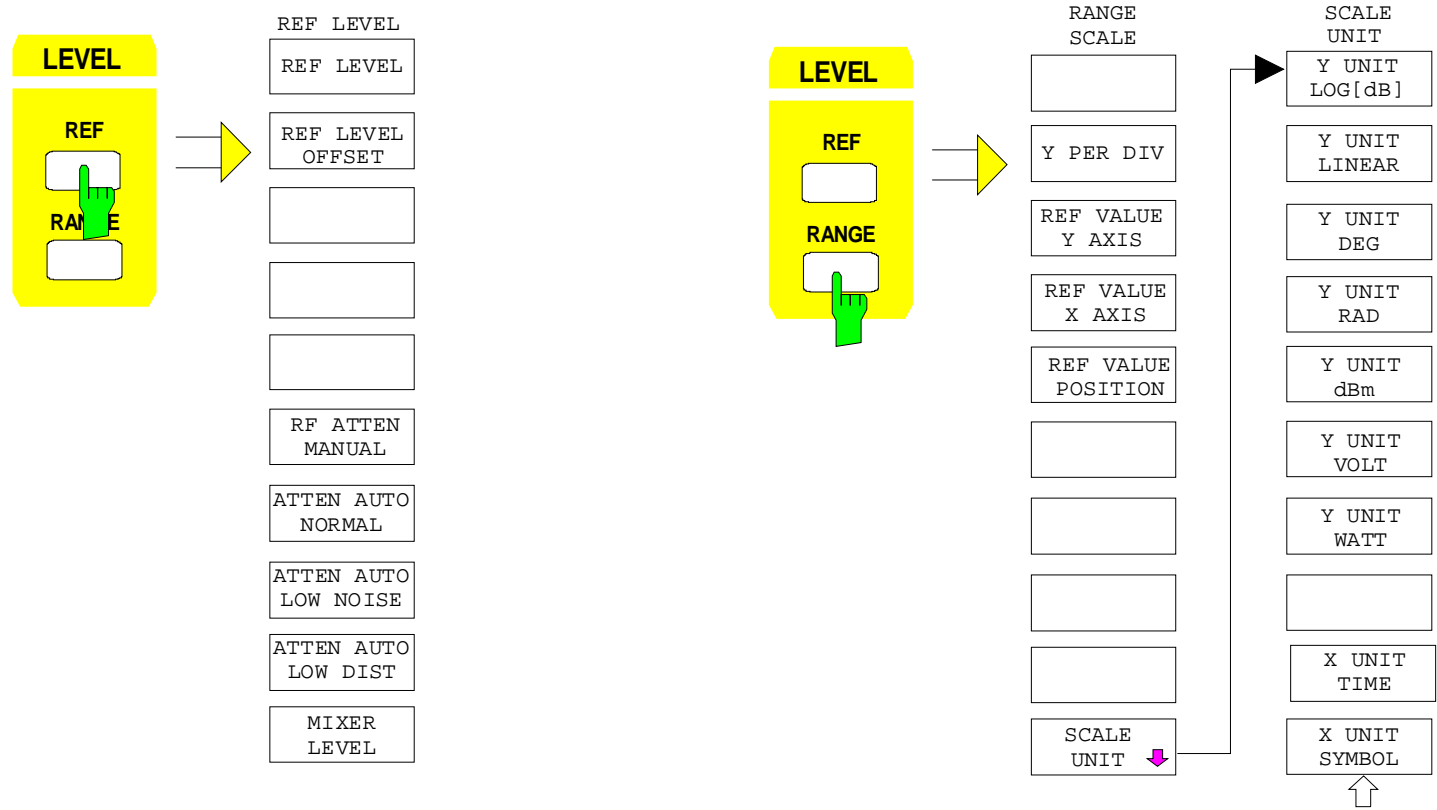 LEVEL
REF
RANGE
REF LEVEL
REF LEVEL
REF LEVEL
OFFSET
RF ATTEN
MANUAL
ATTEN AUTO
NORMAL
ATTEN AUTO
LOW NOISE
ATTEN AUTO
LOW DIST
MIXER
LEVEL
LEVEL
REF
RANGE
RANGE
SCALE
Y PER DIV
REF VALUE
Y AXIS
REF VALUE
X AXIS
REF VALUE
POSITION
SCALE
UNIT
SCALE
UNIT
Y UNIT
LOG[dB]
Y UNIT
LINEAR
Y UNIT
DEG
Y UNIT
RAD
Y UNIT
dBm
Y UNIT
VOLT
Y UNIT
WATT
X UNIT
TIME
X UNIT
SYMBOL